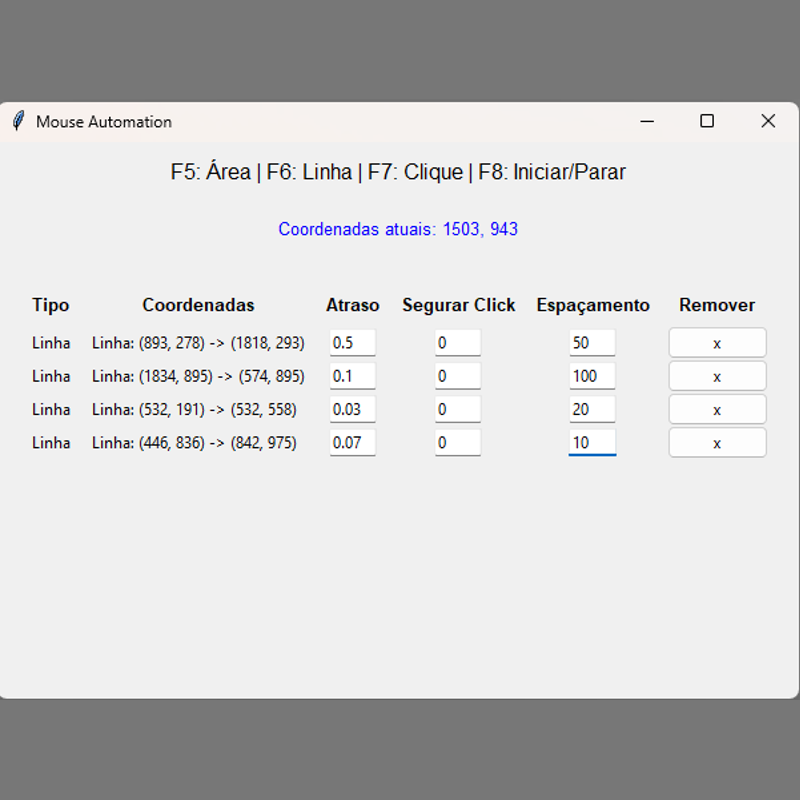 Mouse Automation
F5: Área | F6: Linha | F7: Clique | F8: Iniciar/Parar
Coordenadas atuais: 1503, 943
Tipo Coordenadas Atraso Segurar Click Espaçamento Remover
Linha Linha: (893, 278) -> (1818, 293) 0.5 0 50 x
Linha Linha: (1834, 895) -> (574, 895) 0.1 0 100 x
Linha Linha: (532, 191) -> (532, 558) 0.03 0 20 x
Linha Linha: (446, 836) -> (842, 975) 0.07 0 10 x